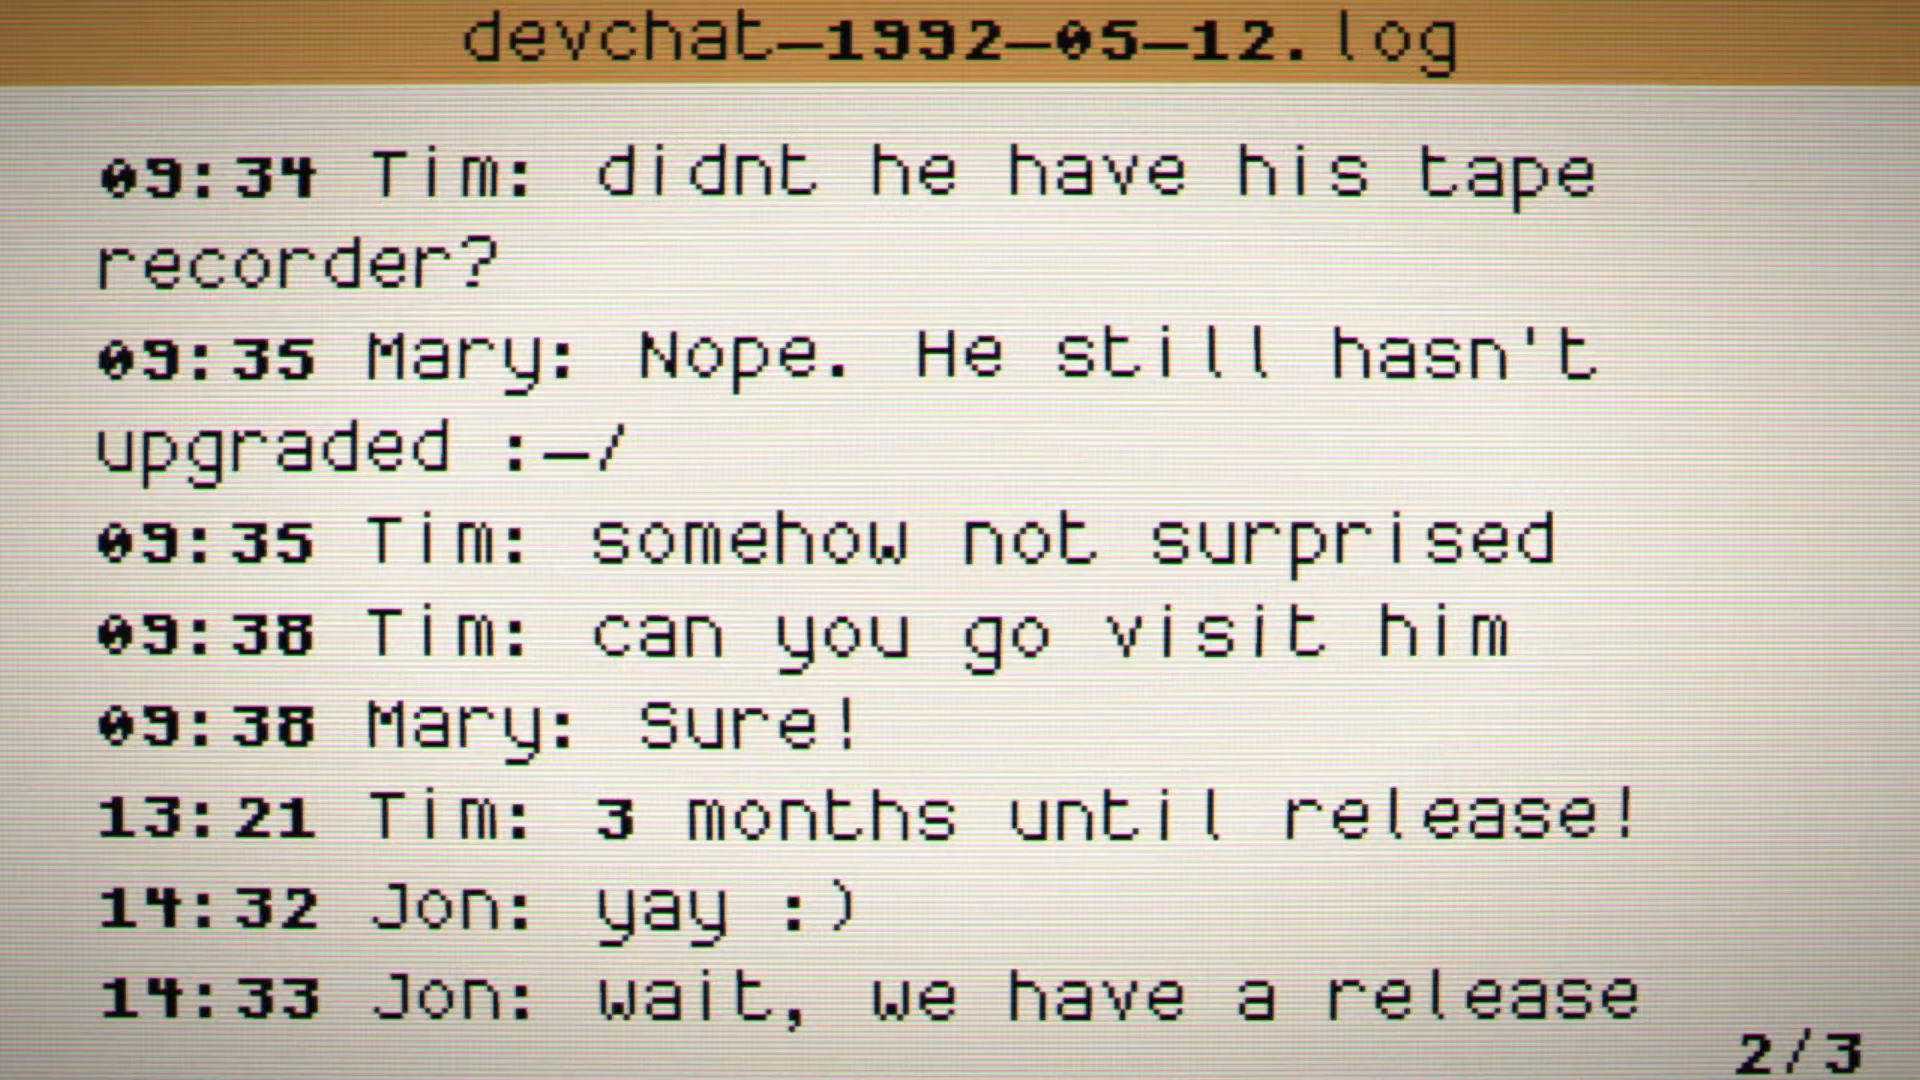 devchat-1992-05-12.log
09:34 Tim: didnt he have his tape
recorder?
09:35 Mary: Nope. He still hasn't
upgraded :-/
09:35 Tim: somehow not surprised
09:38 Tim: can you go visit him
09:38 Mary: Sure!
13:21 Tim: 3 months until release!
14:32 Jon: yay :)
14:33 Jon: wait, we have a release
2/3